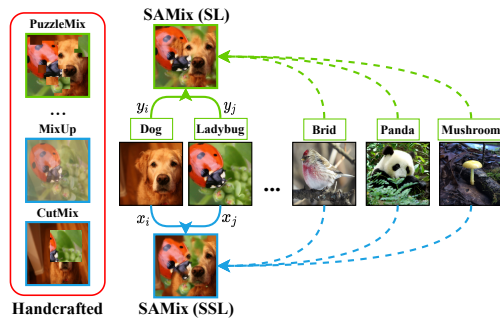 PuzzleMix
...
MixUp
CutMix
Handcrafted
SAMix (SL)
y_i
y_j
Dog
Ladybug
Brid
Panda
Mushroom
...
x_i
x_j
SAMix (SSL)